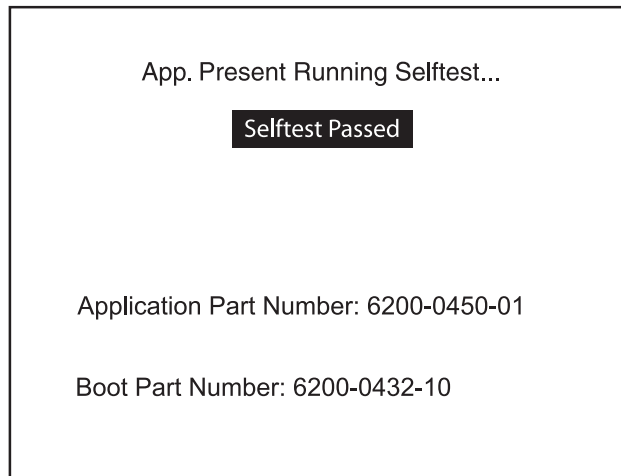 App. Present Running Selftest...
Selftest Passed
Application Part Number: 6200-0450-01
Boot Part Number: 6200-0432-10